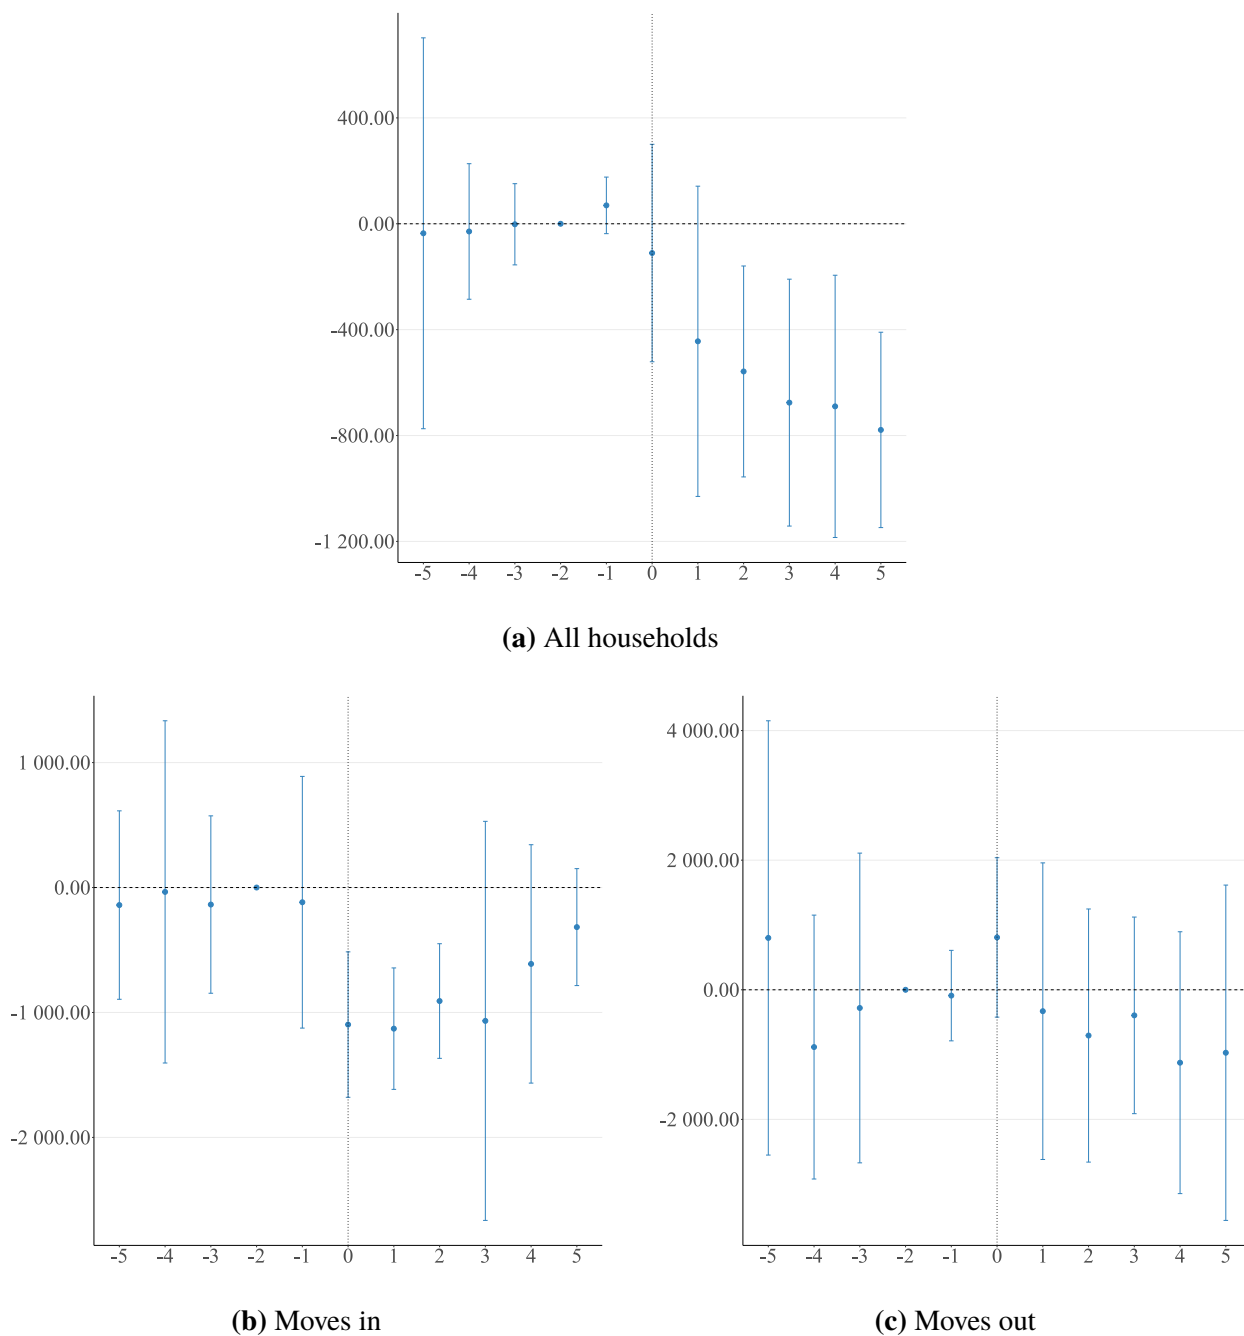 400.00
0.00
-400.00
-800.00
-1 200.00
-5 -4 -3 -2 -1 0 1 2 3 4 5
(a) All households
1 000.00
0.00
-1 000.00
-2 000.00
-5 -4 -3 -2 -1 0 1 2 3 4 5
(b) Moves in
4 000.00
2 000.00
0.00
-2 000.00
-5 -4 -3 -2 -1 0 1 2 3 4 5
(c) Moves out